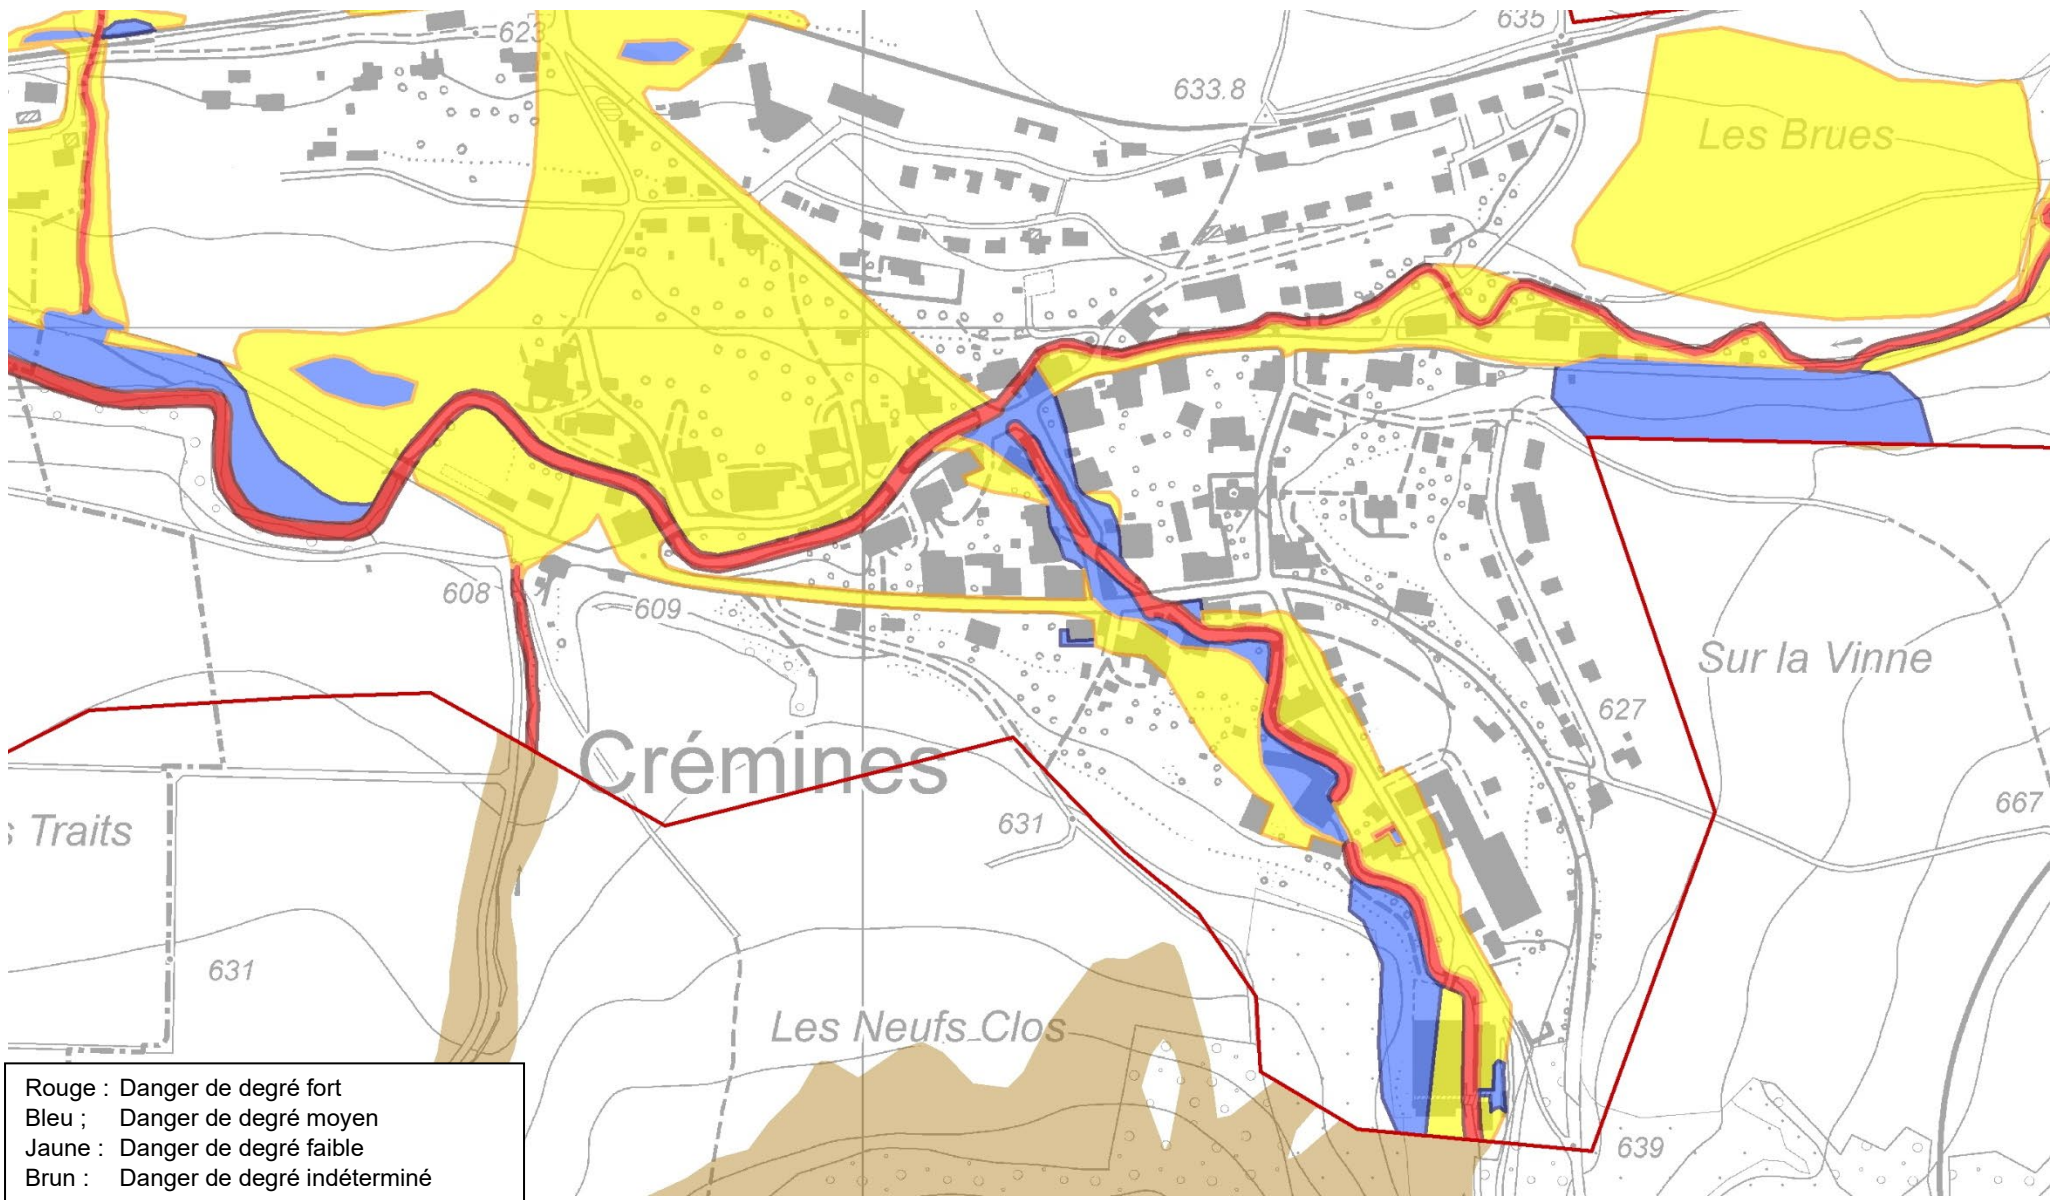 623
635
633.8
Les Brues
608
609
Sur la Vinne
627
Crémines
667
631
s Traits
631
Les Neufs Clos
639
Rouge : Danger de degré fort
Bleu ; Danger de degré moyen
Jaune : Danger de degré faible
Brun : Danger de degré indéterminé